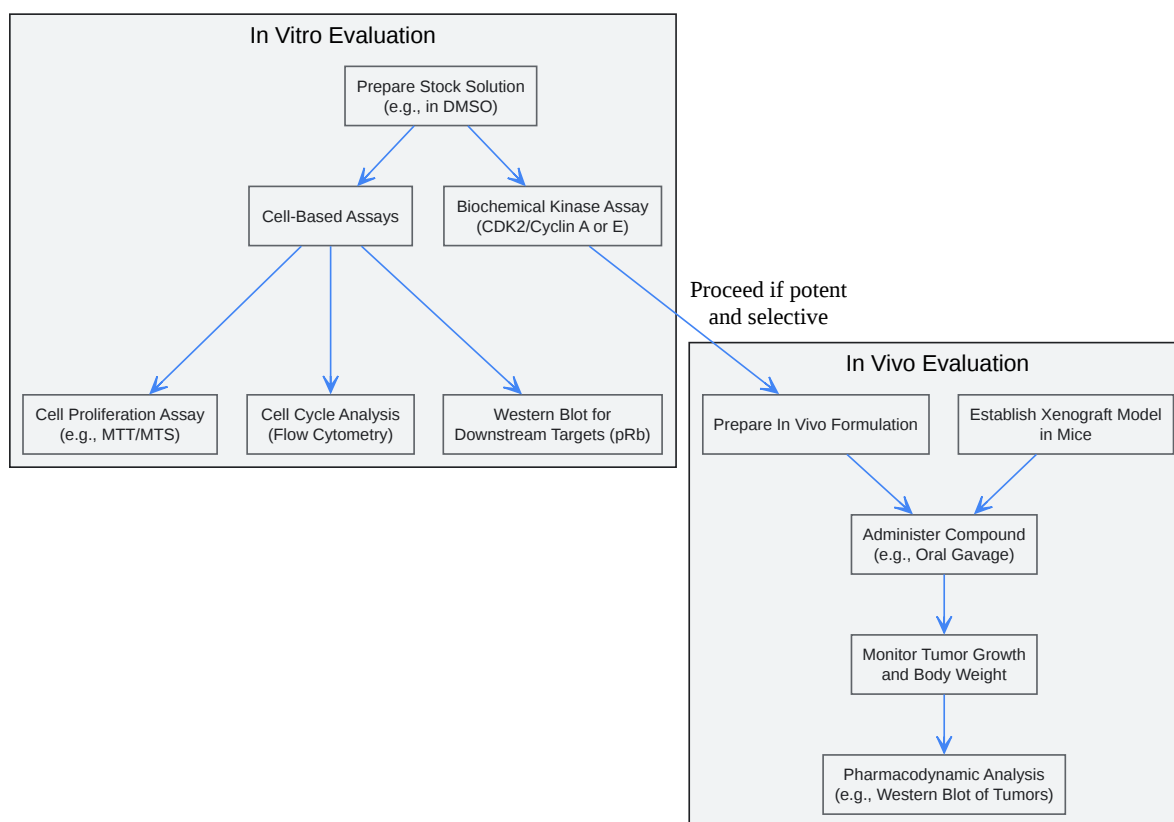 In Vitro Evaluation
Prepare Stock Solution
(e.g., in DMSO)
Cell-Based Assays
Biochemical Kinase Assay
(CDK2/Cyclin A or E)
Cell Proliferation Assay
(e.g., MTT/MTS)
Cell Cycle Analysis
(Flow Cytometry)
Western Blot for
Downstream Targets (pRb)
Proceed if potent
and selective
In Vivo Evaluation
Prepare In Vivo Formulation
Establish Xenograft Model
in Mice
Administer Compound
(e.g., Oral Gavage)
Monitor Tumor Growth
and Body Weight
Pharmacodynamic Analysis
(e.g., Western Blot of Tumors)